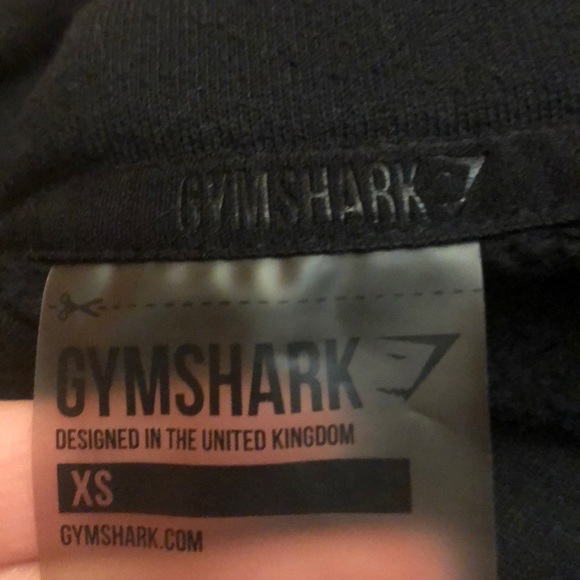 GYMSHARK
GYMSHARK
DESIGNED IN THE UNITED KINGDOM
XS
GYMSHARK.COM